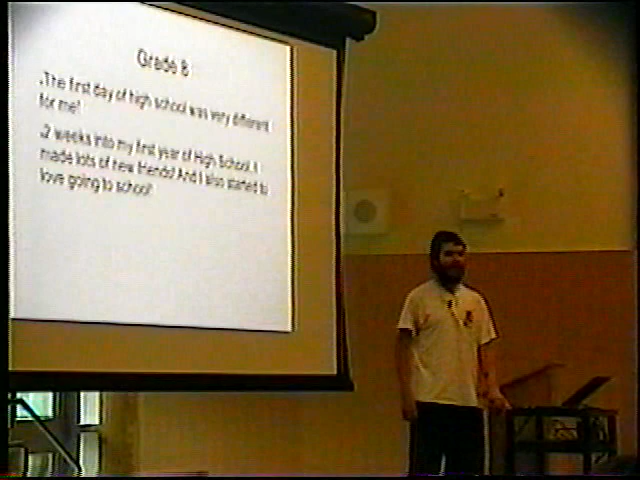 Grade 8
.The first day of high school was very different
for me!
.2 weeks into my first year of High School, I
made lots of new friends! And I also started to
love going to school!